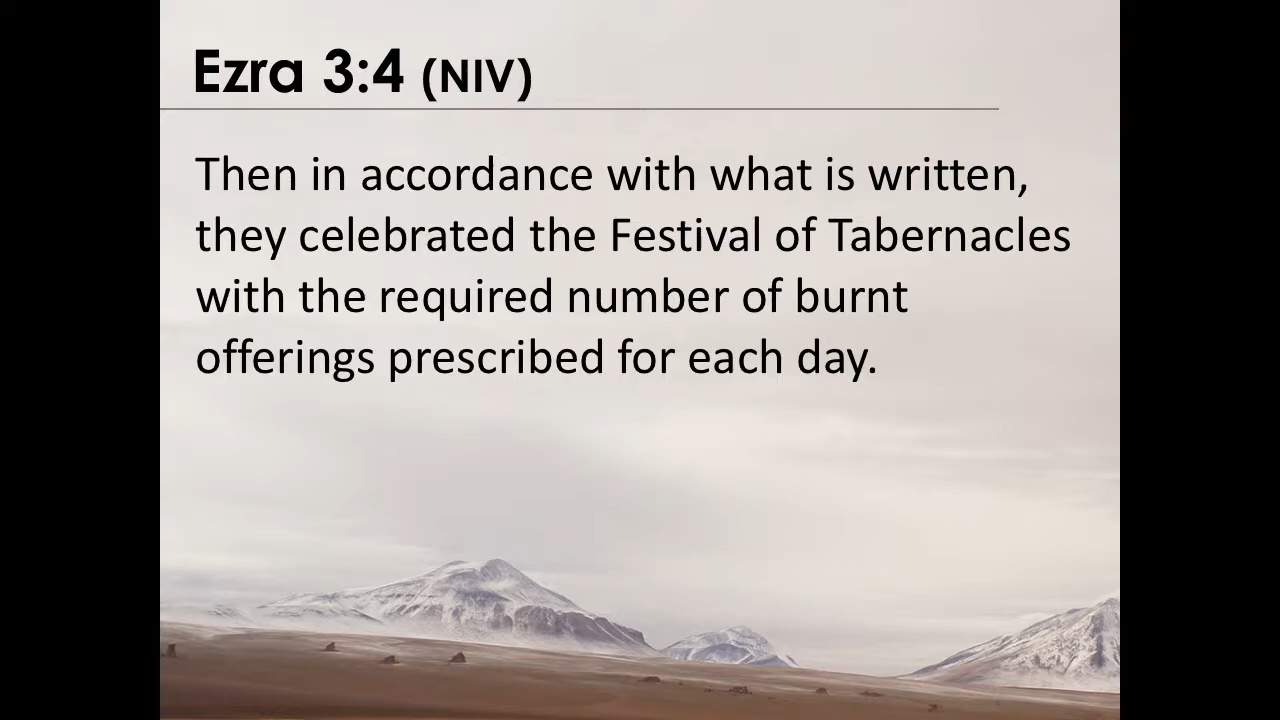 Ezra 3:4 (NIV)
Then in accordance with what is written,
they celebrated the Festival of Tabernacles
with the required number of burnt
offerings prescribed for each day.